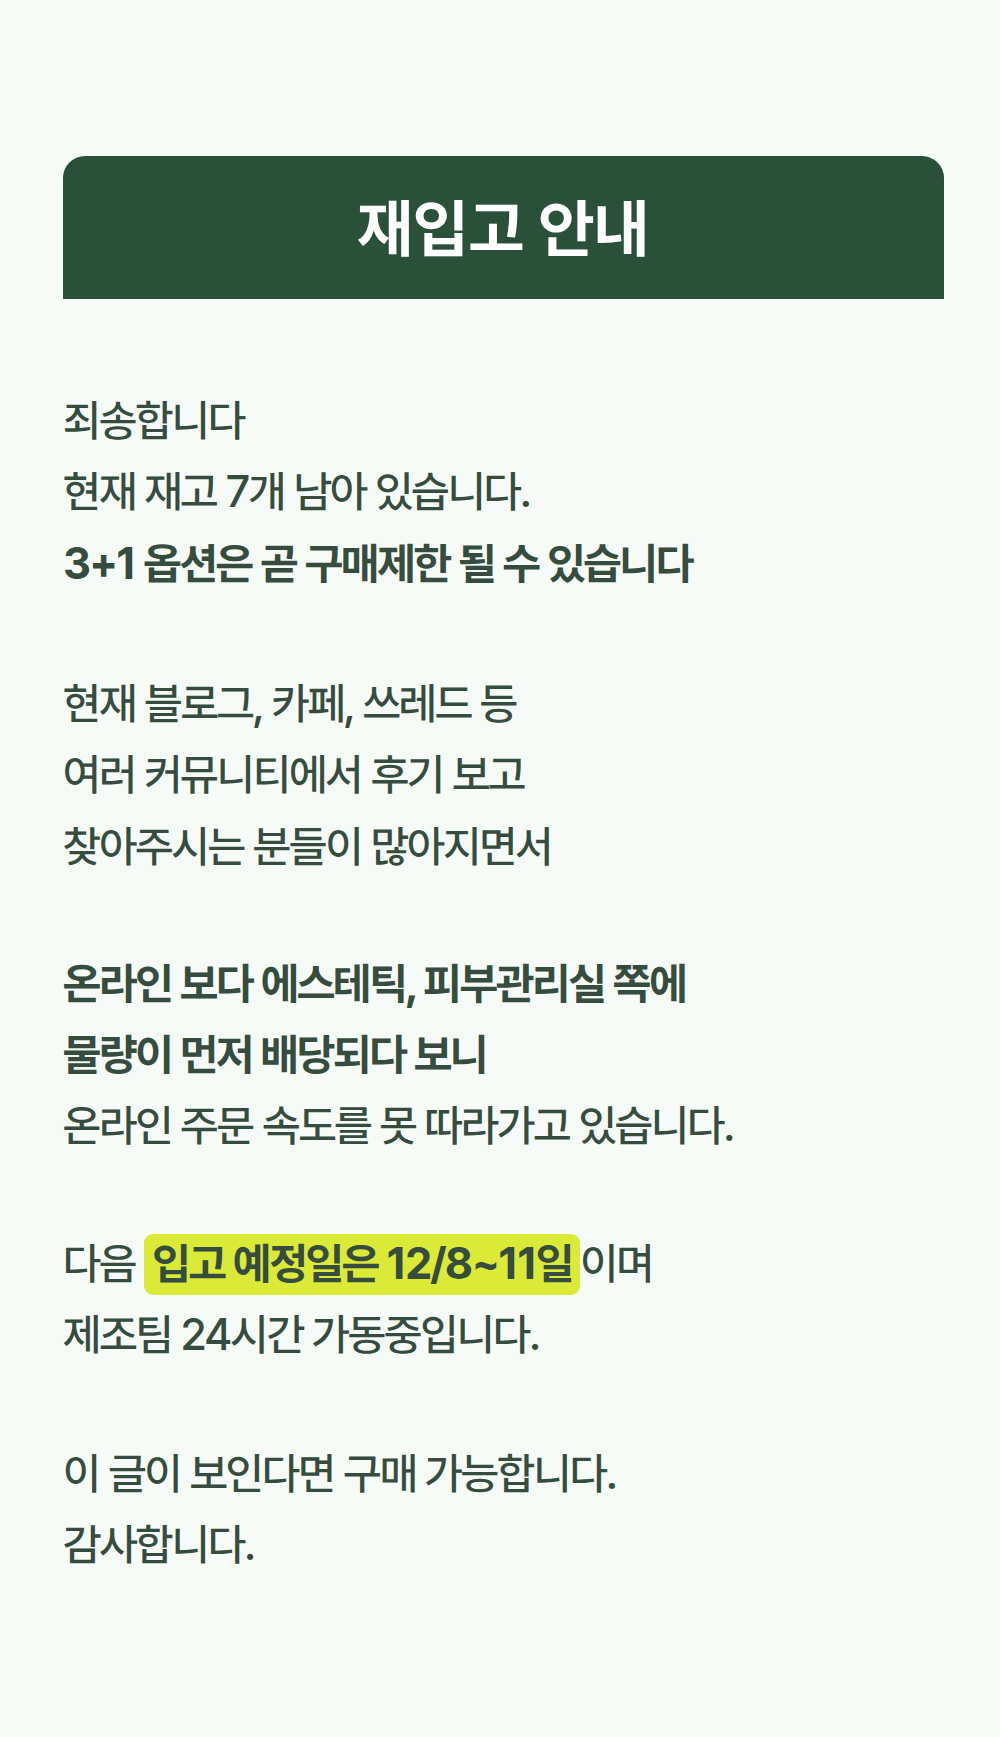 재입고 안내
죄송합니다
현재 재고 7개 남아 있습니다.
3+1 옵션은 곧 구매제한 될 수 있습니다
현재 블로그, 카페, 쓰레드 등
여러 커뮤니티에서 후기 보고
찾아주시는 분들이 많아지면서
온라인 보다 에스테틱, 피부관리실 쪽에
물량이 먼저 배당되다 보니
온라인 주문 속도를 못 따라가고 있습니다.
다음 입고 예정일은 12/8~11일이며
제조팀 24시간 가동중입니다.
이 글이 보인다면 구매 가능합니다.
감사합니다.